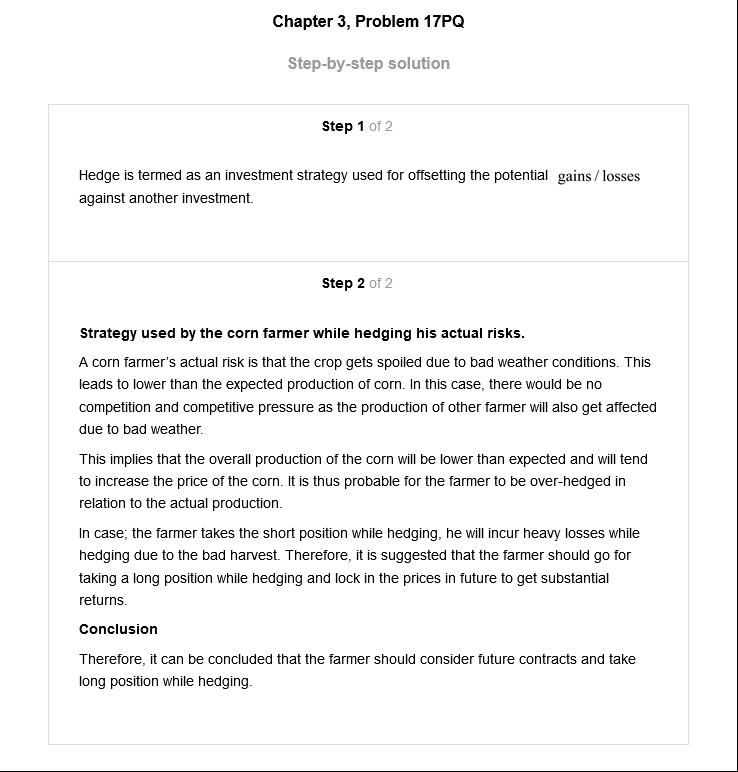 Chapter 3, Problem 17PQ
Step-by-step solution
Step 1 of 2
Hedge is termed as an investment strategy used for offsetting the potential gains / losses
against another investment.
Step 2 of 2
Strategy used by the corn farmer while hedging his actual risks.
A corn farmer's actual risk is that the crop gets spoiled due to bad weather conditions. This
leads to lower than the expected production of corn. In this case, there would be no
competition and competitive pressure as the production of other farmer will also get affected
due to bad weather.
This implies that the overall production of the corn will be lower than expected and will tend
to increase the price of the corn. It is thus probable for the farmer to be over-hedged in
relation to the actual production.
In case; the farmer takes the short position while hedging, he will incur heavy losses while
hedging due to the bad harvest. Therefore, it is suggested that the farmer should go for
taking a long position while hedging and lock in the prices in future to get substantial
returns.
Conclusion
Therefore, it can be concluded that the farmer should consider future contracts and take
long position while hedging.